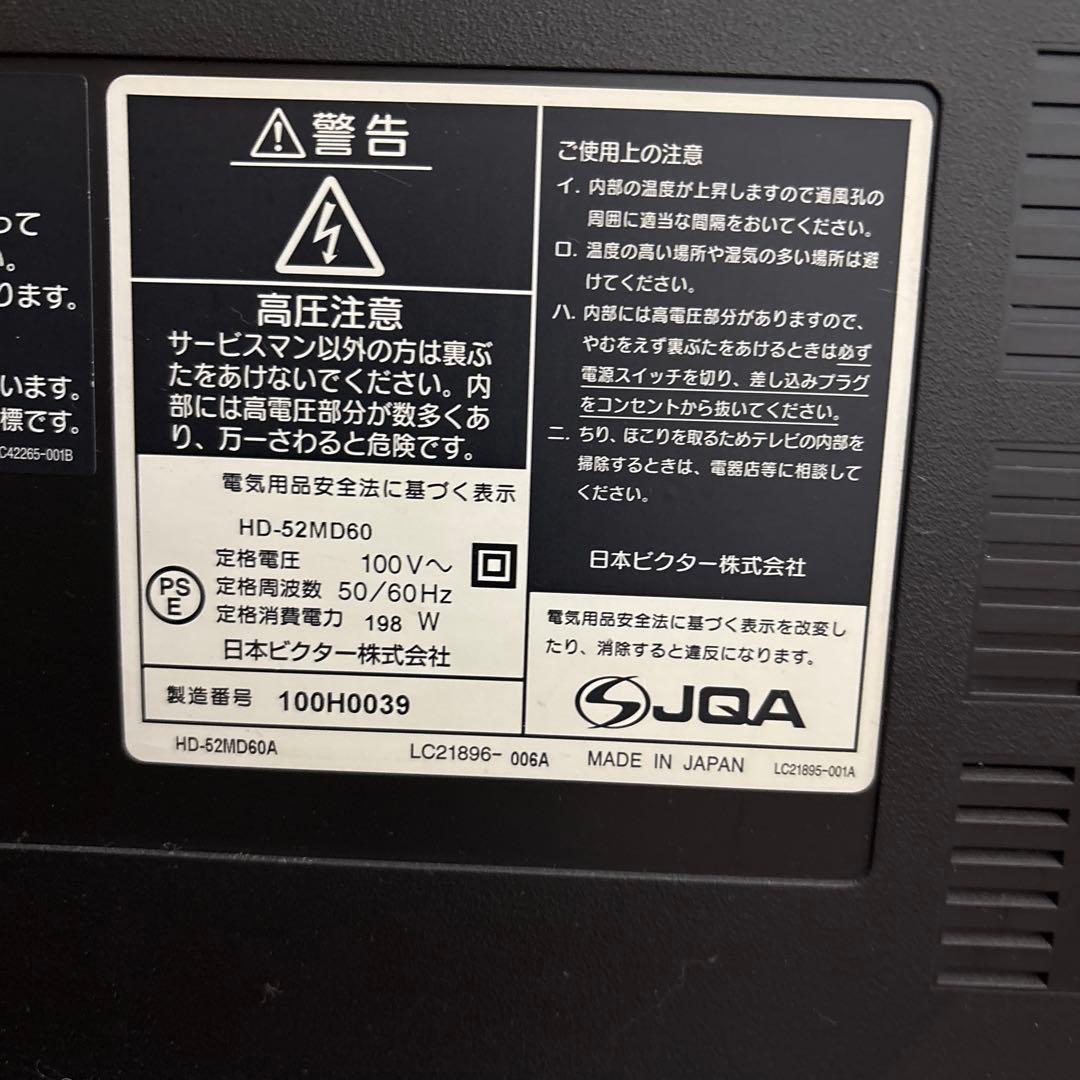 って
い。
ります。
います。
標です。
C42265-001B
警告
高圧注意
サービスマン以外の方は裏ぶ
たをあけないでください。内
部には高電圧部分が数多くあ
り、万一さわると危険です。
電気用品安全法に基づく表示
HD-52MD60
定格電圧 100V～
定格周波数 50/60Hz
定格消費電力 198 W
PS
E
日本ビクター株式会社
製造番号 100H0039
ご使用上の注意
イ. 内部の温度が上昇しますので通風孔の
周囲に適当な間隔をおいてください。
ロ. 温度の高い場所や湿気の多い場所は避
けてください。
ハ. 内部には高電圧部分がありますので、
やむをえず裏ぶたをあけるときは必ず
電源スイッチを切り、差し込みプラグ
をコンセントから抜いてください。
ニ. ちり、ほこりを取るためテレビの内部を
掃除するときは、電器店等に相談して
ください。
日本ビクター株式会社
電気用品安全法に基づく表示を改変し
たり、消除すると違反になります。
JQA
HD-52MD60A LC21896-006A MADE IN JAPAN LC21895-001A